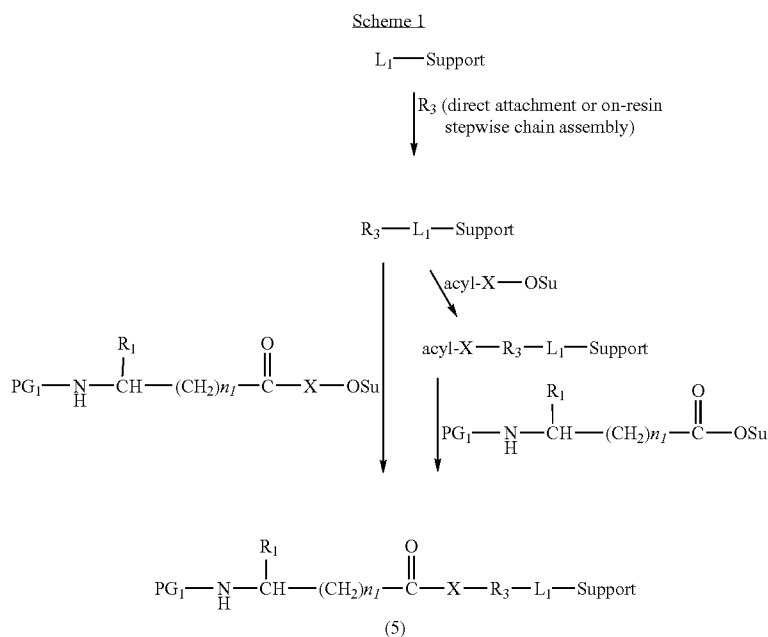 Scheme 1
L1—Support
R3 (direct attachment or on-resin
stepwise chain assembly)
R3—L1—Support
acyl-X—OSu
R1 O
PG1—N—CH—(CH2)n1—C—X—OSu
H
acyl-X—R3—L1—Support
R1 O
PG1—N—CH—(CH2)n1—C—OSu
H
R1 O
PG1—N—CH—(CH2)n1—C—X—R3—L1—Support
H
(5)